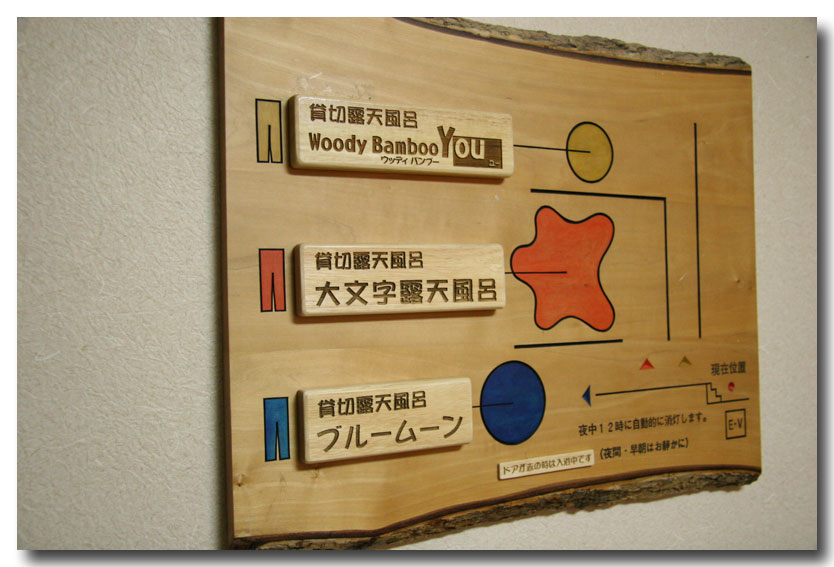 貸切露天風呂
Woody Bamboo You
ウッディ バンブー ユー
貸切露天風呂
大文字露天風呂
貸切露天風呂
ブルームーン
現在位置
E・V
夜中12時に自動的に消灯します。
(夜間・早朝はお静かに)
ドアが志の時は入浴中です